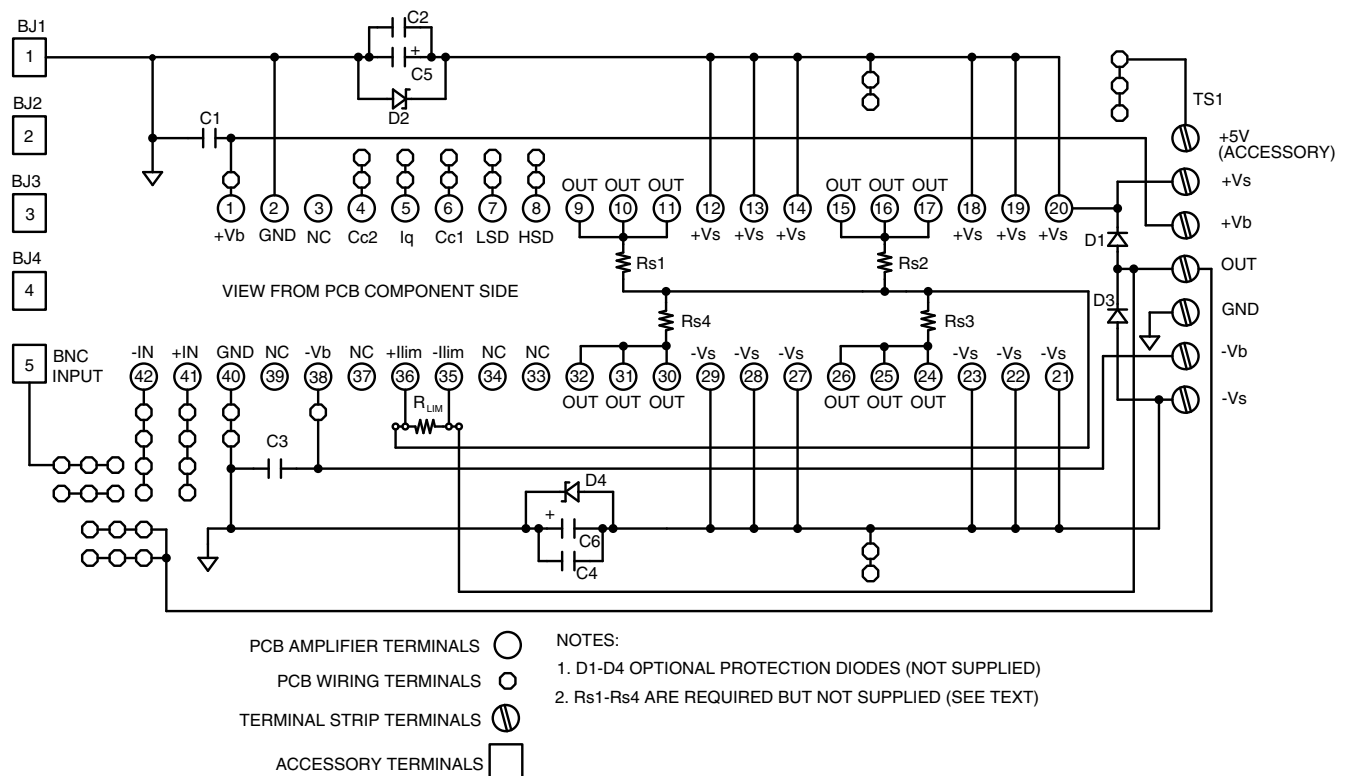 BJ1
1
BJ2
2
BJ3
3
BJ4
4
5
BNC
INPUT
C2
+
C5
D2
C1
TS1
+5V
(ACCESSORY)
+Vs
+Vb
OUT
GND
-Vb
-Vs
D1
D3
OUT OUT OUT
OUT OUT OUT
1 2 3 4 5 6 7 8 9 10 11 12 13 14 15 16 17 18 19 20
+Vb GND NC Cc2 Iq Cc1 LSD HSD
+Vs +Vs +Vs
+Vs +Vs +Vs
Rs1
Rs2
VIEW FROM PCB COMPONENT SIDE
Rs4
Rs3
-IN +IN GND NC -Vb NC +Ilim -Ilim NC NC
-Vs -Vs -Vs
-Vs -Vs -Vs
42 41 40 39 38 37 36 35 34 33 32 31 30 29 28 27 26 25 24 23 22 21
OUT OUT OUT
OUT OUT OUT
RLIM
C3
D4
+
C6
C4
PCB AMPLIFIER TERMINALS
PCB WIRING TERMINALS
TERMINAL STRIP TERMINALS
ACCESSORY TERMINALS
NOTES:
1. D1-D4 OPTIONAL PROTECTION DIODES (NOT SUPPLIED)
2. Rs1-Rs4 ARE REQUIRED BUT NOT SUPPLIED (SEE TEXT)